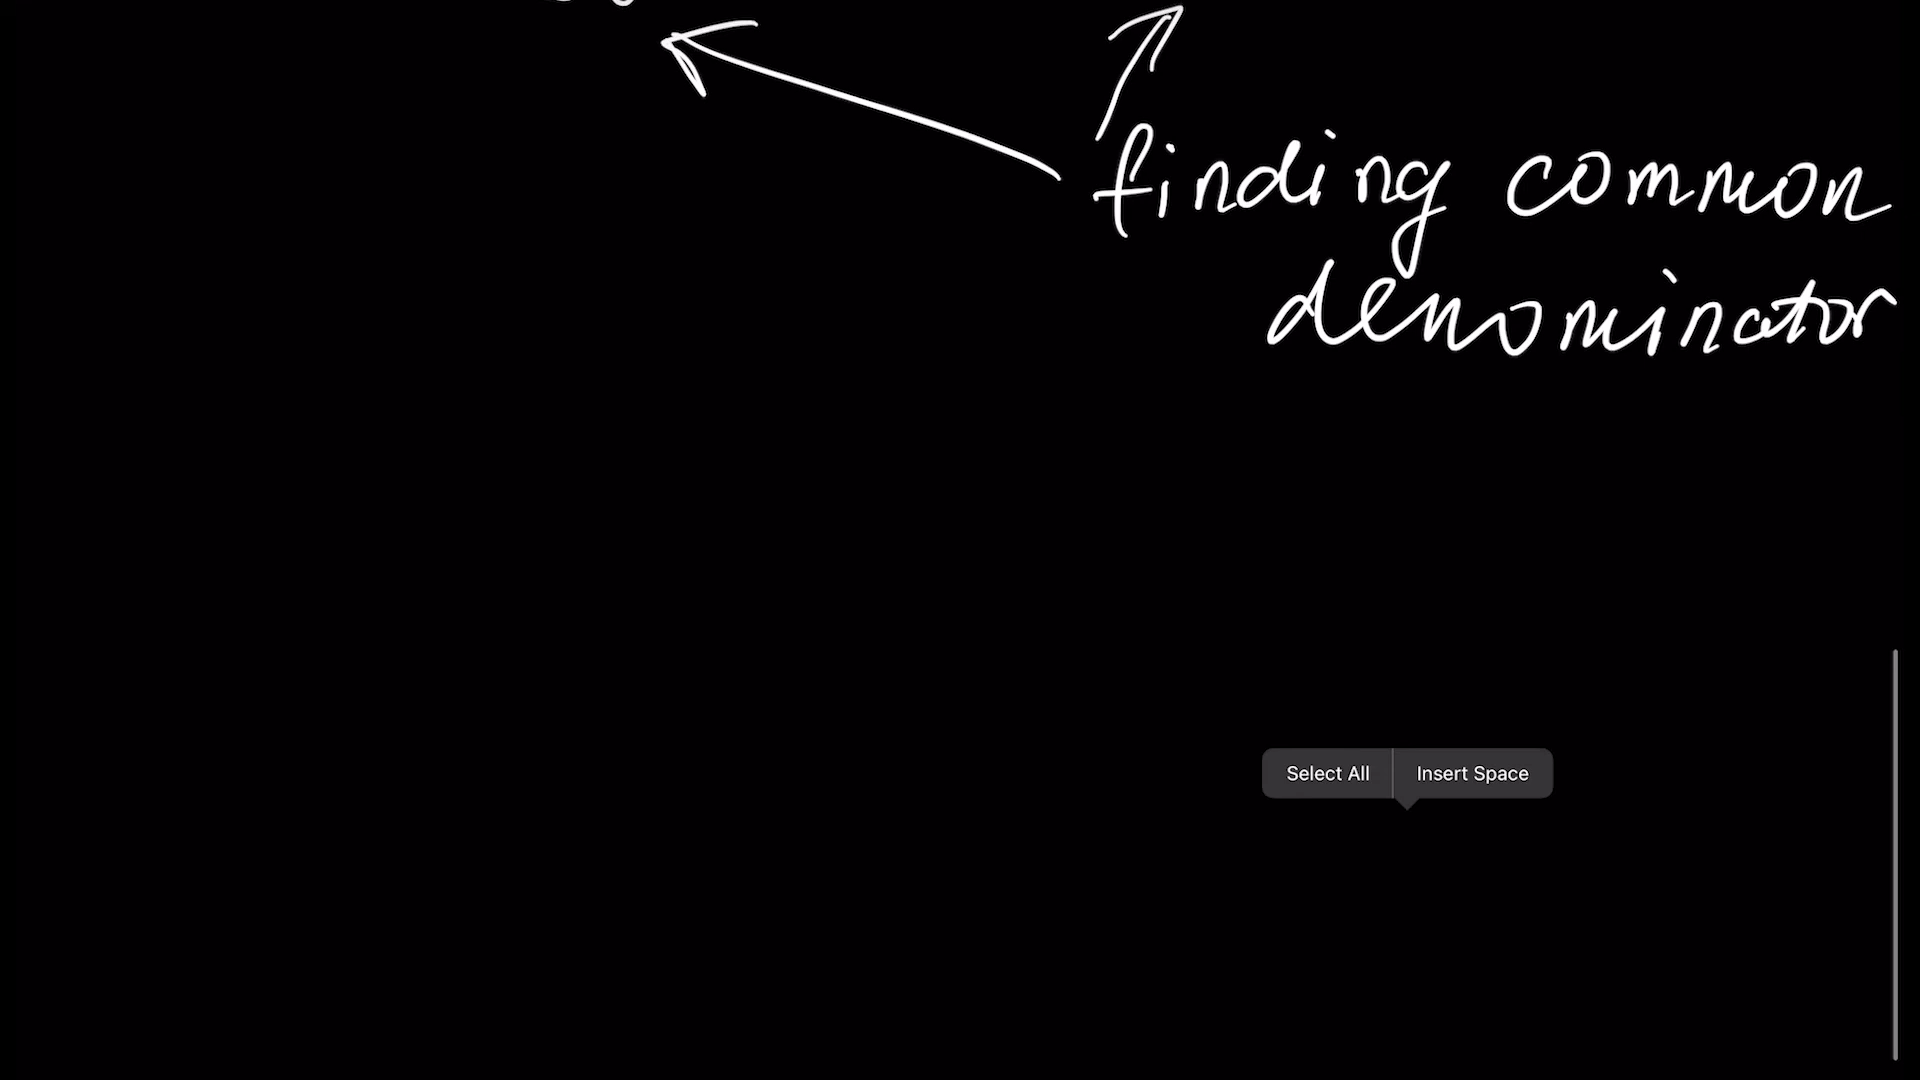 finding common
denominator
Select All
Insert Space